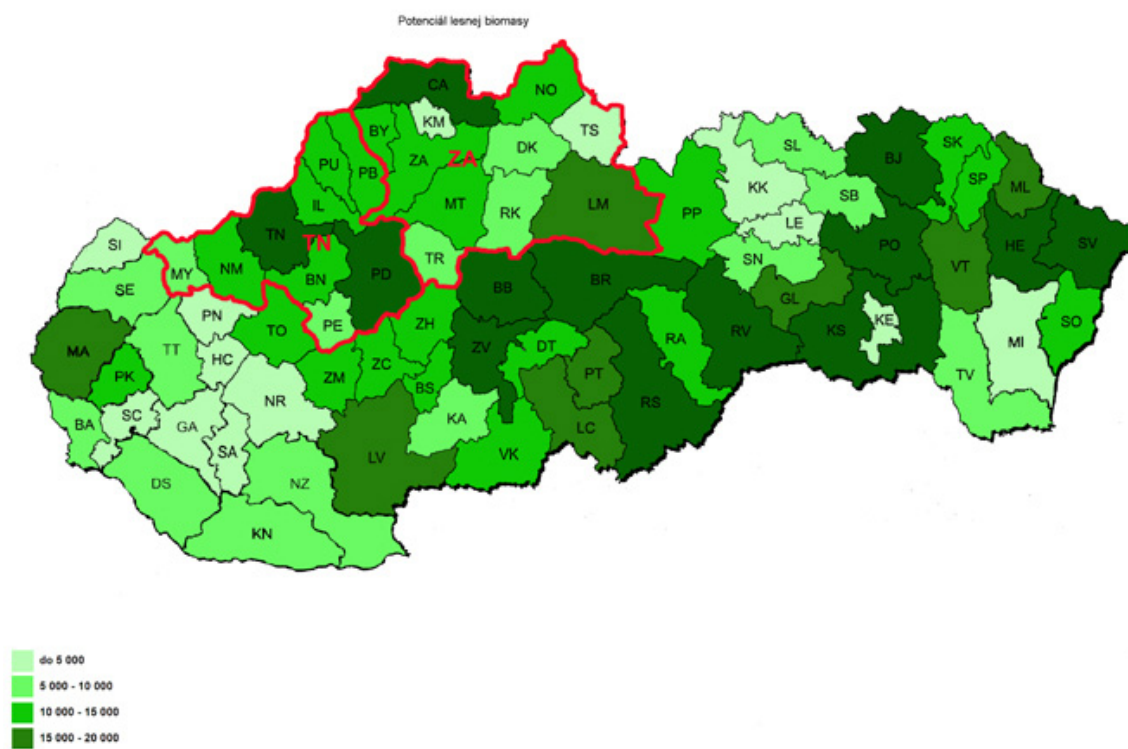 Potenciál lesnej biomasy
CA
NO
KM
TS
BY
ZA
ZA
DK
PU
PB
MT
RK
LM
IL
TN
TN
BN
PD
TR
SI
MY
NM
SE
PE
PN
TO
MA
TT
HC
PK
ZM
ZC
ZH
BS
NR
SC
GA
BA
SA
DS
NZ
KN
LV
KA
VK
BB
BR
ZV
DT
PT
LC
RA
RS
RV
PP
KK
SL
LE
SB
SN
GL
BJ
SK
SP
ML
PO
VT
HE
SV
KS
KE
TV
MI
SO
do 5 000
5 000 - 10 000
10 000 - 15 000
15 000 - 20 000